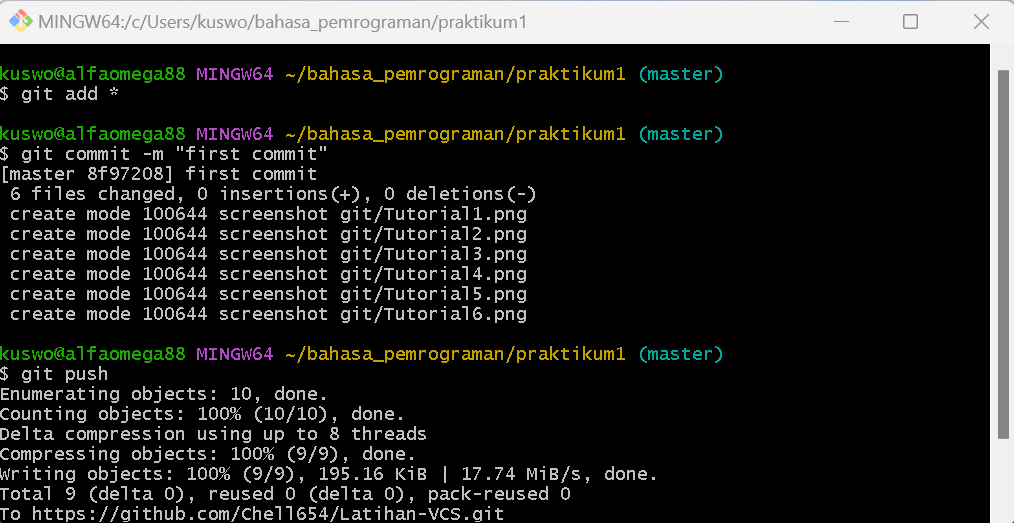 MINGW64:/c/Users/kuswo/bahasa_pemrograman/praktikum1
kuswo@alfaomega88 MINGW64 ~/bahasa_pemrograman/praktikum1 (master)
$ git add *
kuswo@alfaomega88 MINGW64 ~/bahasa_pemrograman/praktikum1 (master)
$ git commit -m "first commit"
[master 8f97208] first commit
 6 files changed, 0 insertions(+), 0 deletions(-)
 create mode 100644 screenshot git/Tutorial1.png
 create mode 100644 screenshot git/Tutorial2.png
 create mode 100644 screenshot git/Tutorial3.png
 create mode 100644 screenshot git/Tutorial4.png
 create mode 100644 screenshot git/Tutorial5.png
 create mode 100644 screenshot git/Tutorial6.png
kuswo@alfaomega88 MINGW64 ~/bahasa_pemrograman/praktikum1 (master)
$ git push
Enumerating objects: 10, done.
Counting objects: 100% (10/10), done.
Delta compression using up to 8 threads
Compressing objects: 100% (9/9), done.
Writing objects: 100% (9/9), 195.16 KiB | 17.74 MiB/s, done.
Total 9 (delta 0), reused 0 (delta 0), pack-reused 0
To https://github.com/Chell654/Latihan-VCS.git